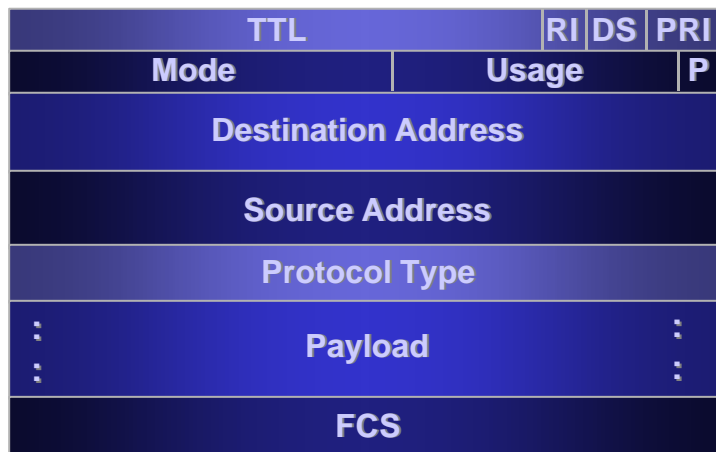 TTL RI DS PRI
Mode Usage P
Destination Address
Source Address
Protocol Type
: :
Payload
: :
FCS